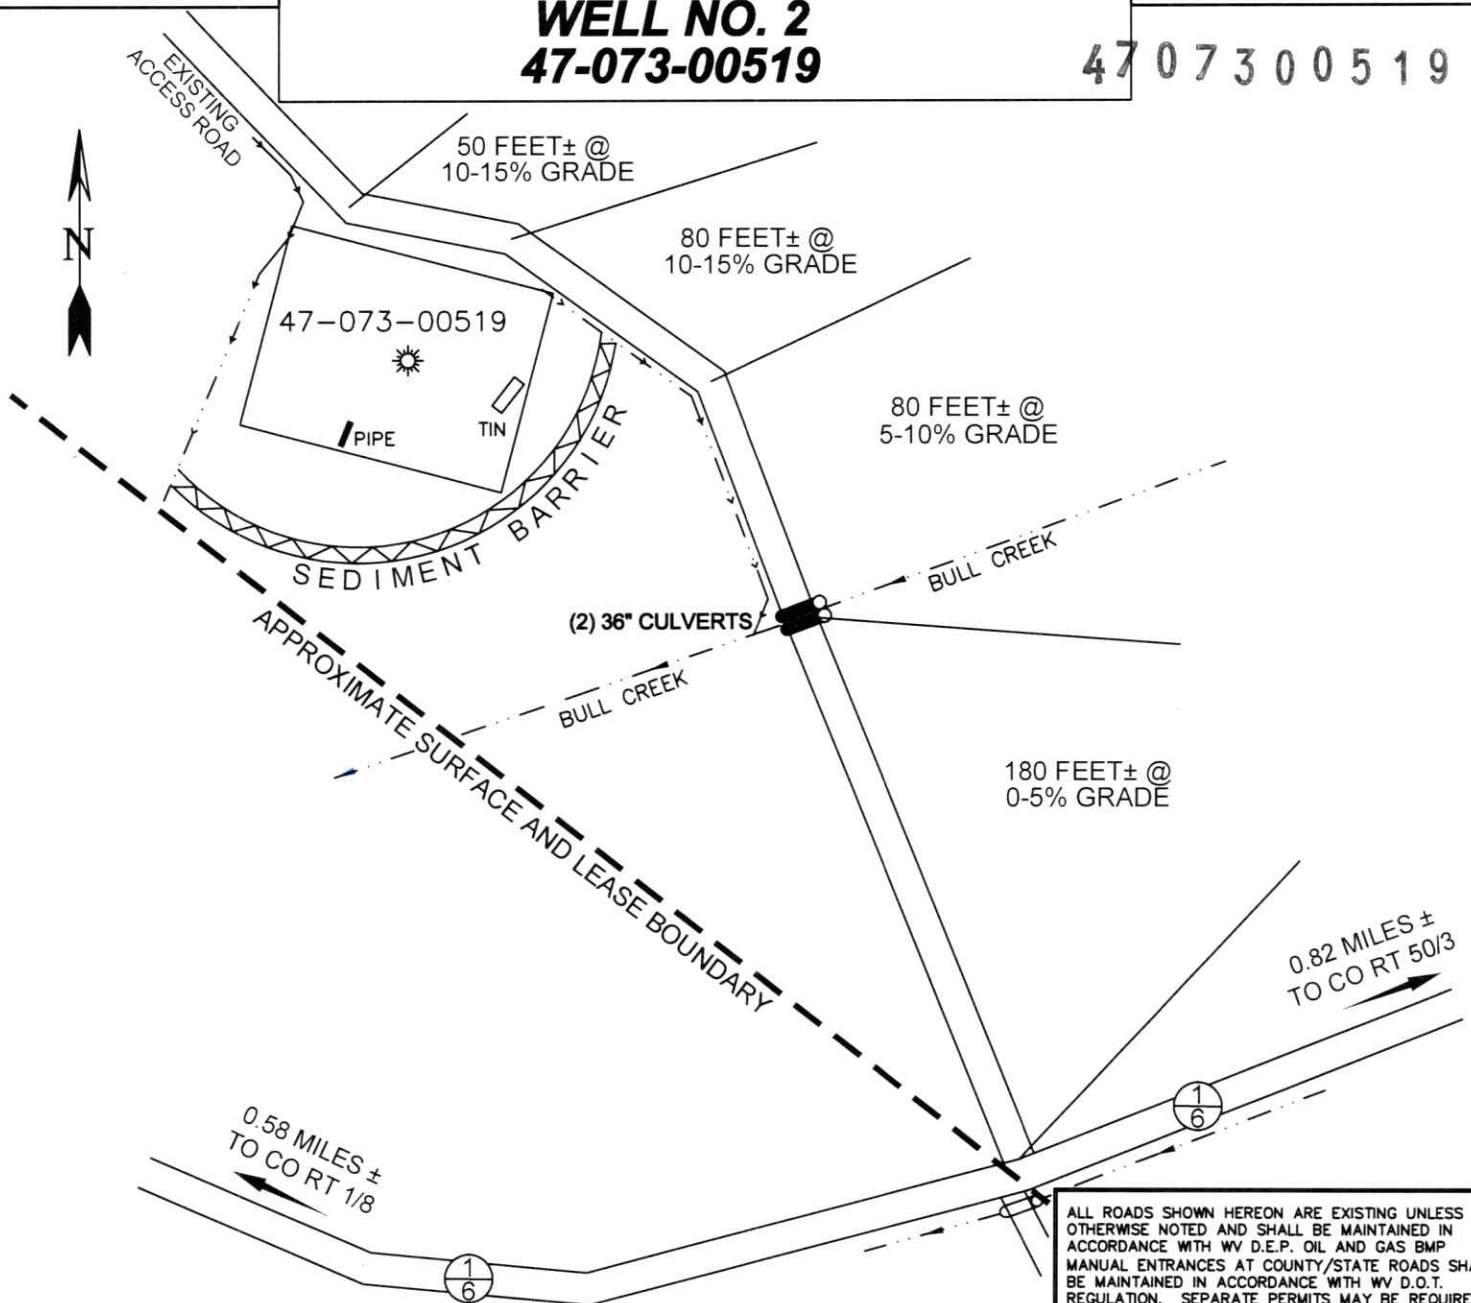 WELL NO. 2
47-073-00519
4707300519
EXISTING
ACCESS ROAD
50 FEET± @
10-15% GRADE
N
80 FEET± @
10-15% GRADE
47-073-00519
80 FEET± @
5-10% GRADE
TIN
PIPE
SEDIMENT BARRIER
BULL CREEK
(2) 36" CULVERTS
APPROXIMATE SURFACE AND LEASE BOUNDARY
BULL CREEK
180 FEET± @
0-5% GRADE
0.82 MILES ±
TO CO RT 50/3
1
6
0.58 MILES ±
TO CO RT 1/8
1
6
ALL ROADS SHOWN HEREON ARE EXISTING UNLESS
OTHERWISE NOTED AND SHALL BE MAINTAINED IN
ACCORDANCE WITH WV D.E.P. OIL AND GAS BMP
MANUAL ENTRANCES AT COUNTY/STATE ROADS
BE MAINTAINED IN ACCORDANCE WITH WV D.O.T.
REGULATION. SEPARATE PERMITS MAY BE